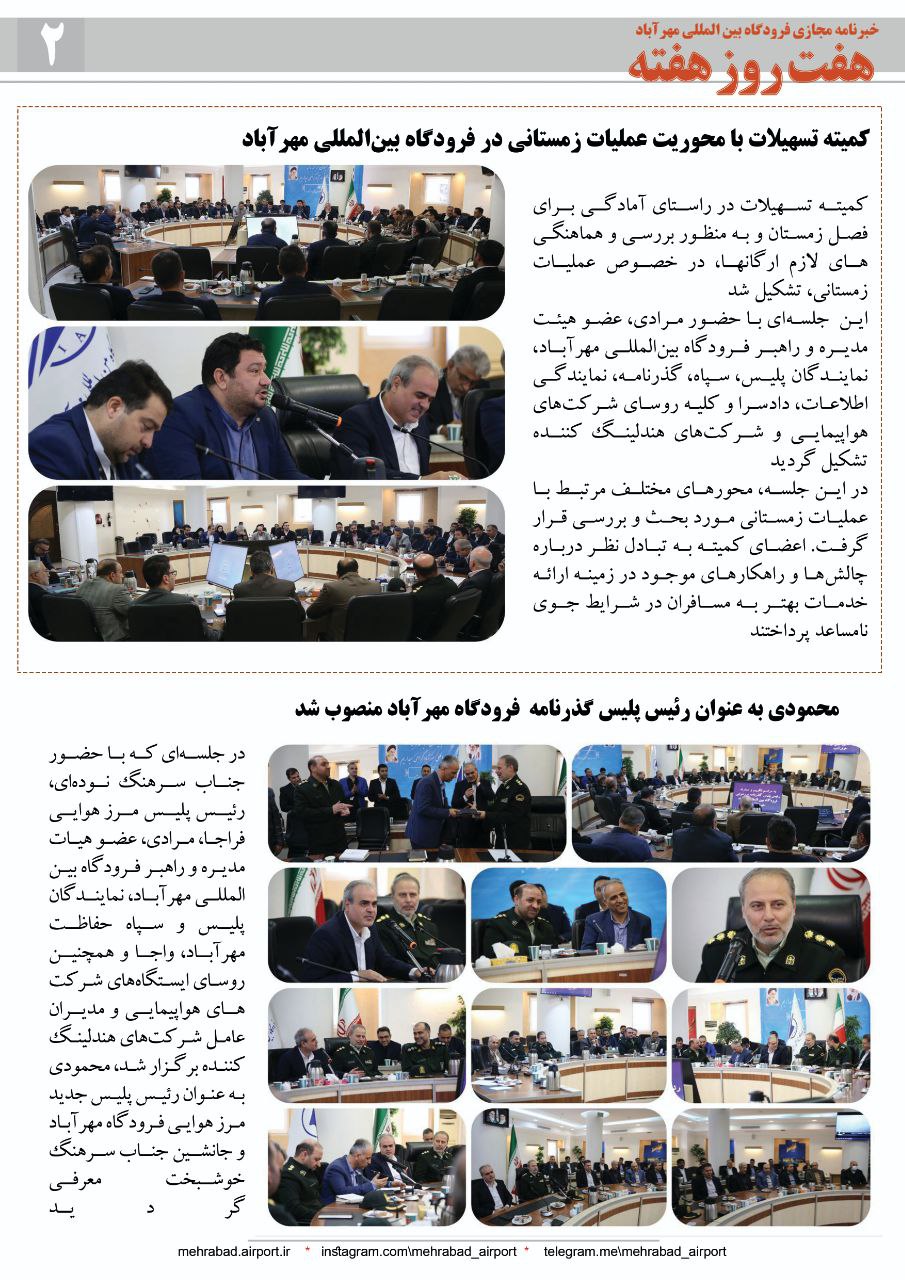 خبرنامه مجازی فرودگاه بین المللی مهرآباد
هفت روز هفته
۲
کمیته تسهیلات با محوریت عملیات زمستانی در فرودگاه بین‌المللی مهرآباد
کمیته تسهیلات در راستای آمادگی برای
فصل زمستان و به منظور بررسی و هماهنگی
های لازم ارگانها، در خصوص عملیات
زمستانی، تشکیل شد
این جلسه‌ای با حضور مرادی، عضو هیئت
مدیره و راهبر فرودگاه بین‌المللی مهرآباد،
نمایندگان پلیس، سپاه، گذرنامه، نمایندگی
اطلاعات، دادسرا و کلیه روسای شرکت‌های
هواپیمایی و شرکت‌های هندلینگ کننده
تشکیل گردید
در این جلسه، محورهای مختلف مرتبط با
عملیات زمستانی مورد بحث و بررسی قرار
گرفت. اعضای کمیته به تبادل نظر درباره
چالش‌ها و راهکارهای موجود در زمینه ارائه
خدمات بهتر به مسافران در شرایط جوی
نامساعد پرداختند
محمودی به عنوان رئیس پلیس گذرنامه فرودگاه مهرآباد منصوب شد
در جلسه‌ای که با حضور
جناب سرهنگ نوده‌ای،
رئیس پلیس مرز هوایی
فراجا، مرادی، عضو هیات
مدیره و راهبر فرودگاه بین
المللی مهرآباد، نمایندگان
پلیس و سپاه حفاظت
مهرآباد، واجا و همچنین
روسای ایستگاه‌های شرکت
های هواپیمایی و مدیران
عامل شرکت‌های هندلینگ
کننده برگزار شد، محمودی
به عنوان رئیس پلیس جدید
مرز هوایی فرودگاه مهرآباد
و جانشین جناب سرهنگ
خوشبخت معرفی
گر د ید
mehrabad.airport.ir * instagram.com\mehrabad_airport * telegram.me\mehrabad_airport